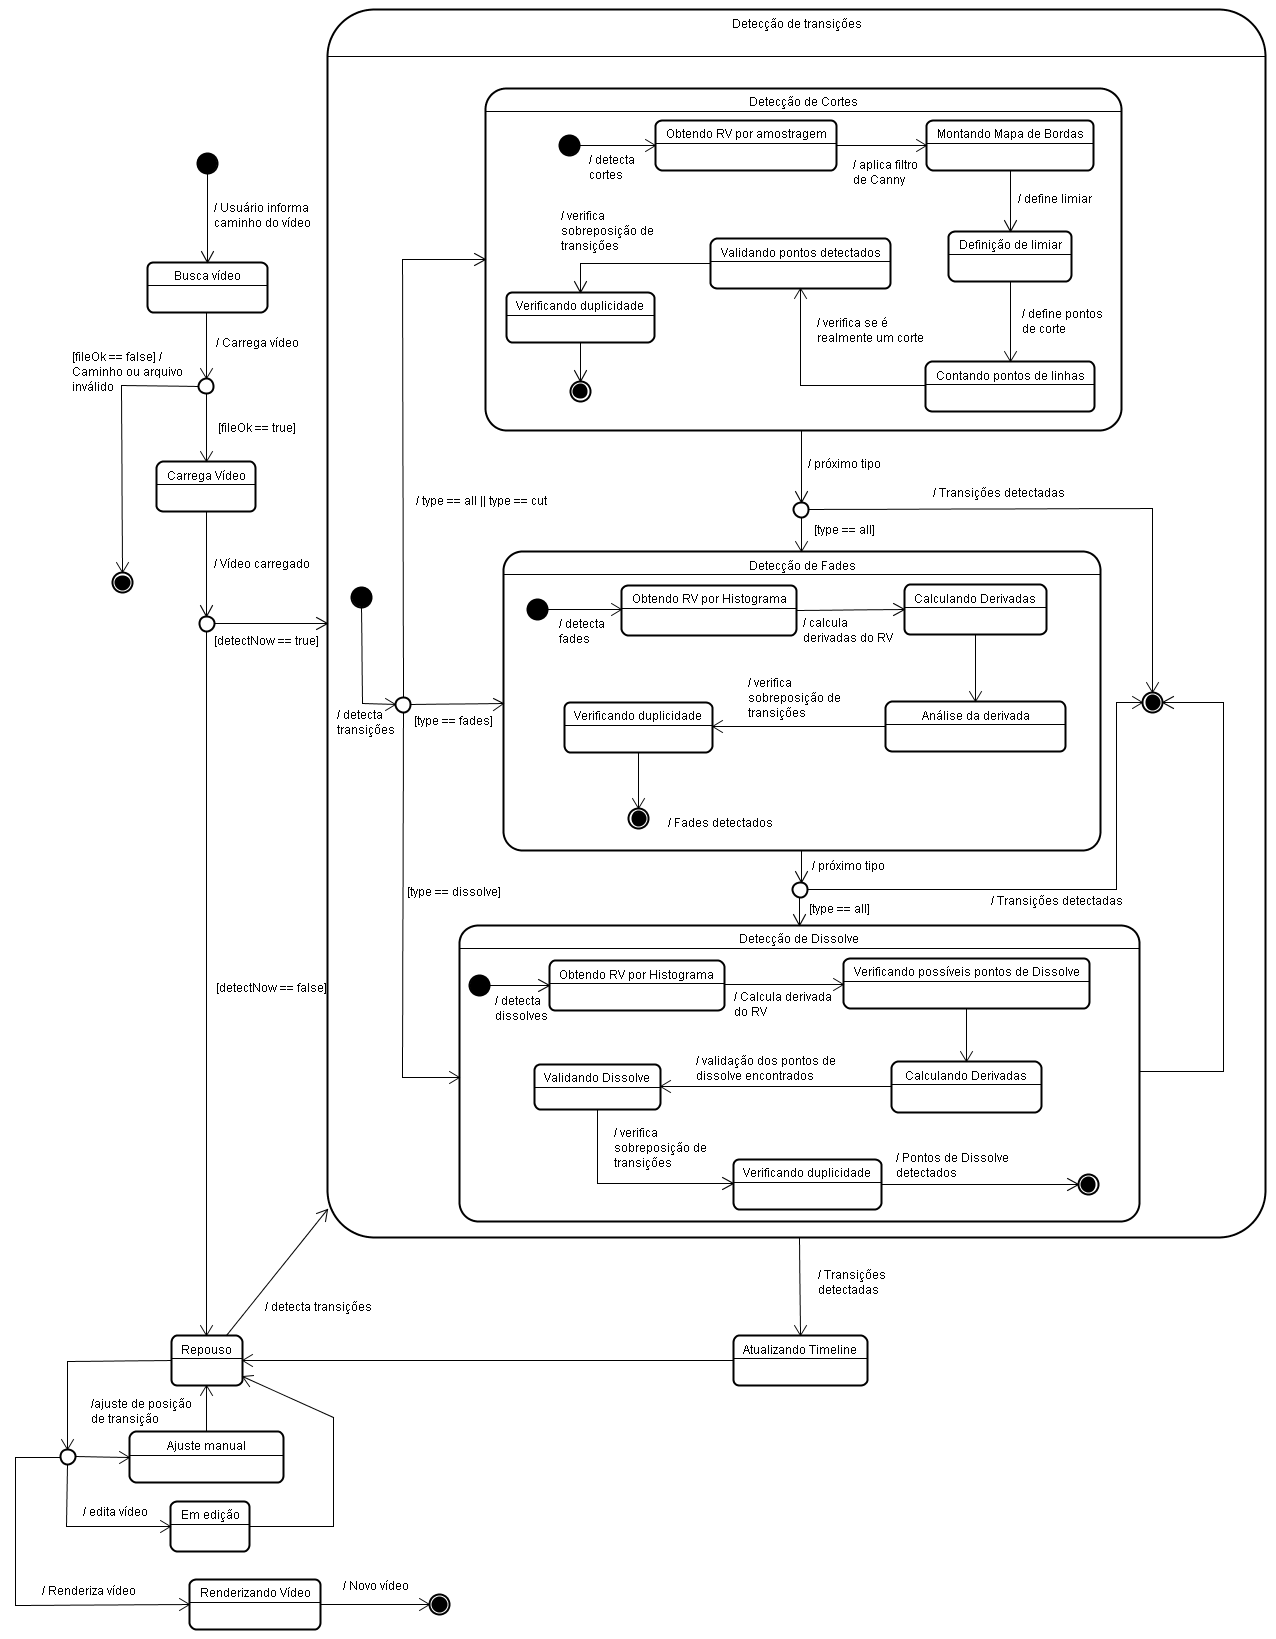 Detecção de transições
Detecção de Cortes
Obtendo RV por amostragem
Montando Mapa de Bordas
/ detecta
cortes
/ aplica filtro
de Canny
/ define limiar
/ Usuário informa
caminho do vídeo
/ verifica
sobreposição de
transições
Validando pontos detectados
Definição de limiar
Busca vídeo
Verificando duplicidade
/ define pontos
de corte
/ verifica se é
realmente um corte
/ Carrega vídeo
[fileOk == false] /
Caminho ou arquivo
inválido
Contando pontos de linhas
[fileOk == true]
Carrega Vídeo
/ próximo tipo
/ Transições detectadas
/ type == all || type == cut
[type == all]
/ Vídeo carregado
Detecção de Fades
Obtendo RV por Histograma
Calculando Derivadas
/ detecta
fades
/ calcula
derivadas do RV
[detectNow == true]
/ verifica
sobreposição de
transições
/ detecta
transições
[type == fades]
Verificando duplicidade
Análise da derivada
/ Fades detectados
/ próximo tipo
[type == dissolve]
/ Transições detectadas
[type == all]
Detecção de Dissolve
Obtendo RV por Histograma
Verificando possíveis pontos de Dissolve
[detectNow == false]
/ detecta
dissolves
/ Calcula derivada
do RV
/ validação dos pontos de
dissolve encontrados
Validando Dissolve
Calculando Derivadas
/ verifica
sobreposição de
transições
Verificando duplicidade
/ Pontos de Dissolve
detectados
/ Transições
detectadas
/ detecta transições
Repouso
Atualizando Timeline
/ajuste de posição
de transição
Ajuste manual
/ edita vídeo
Em edição
/ Renderiza vídeo
Renderizando Vídeo
/ Novo vídeo